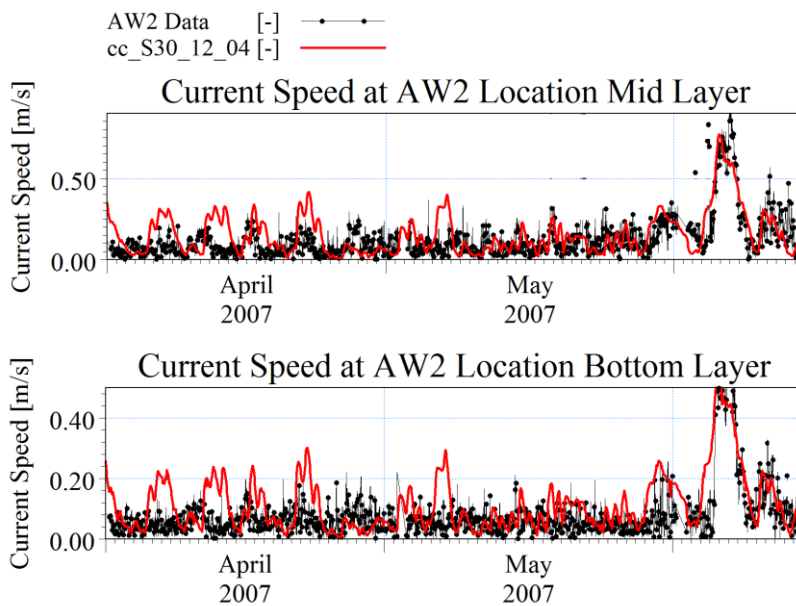 AW2 Data [-]
cc_S30_12_04 [-]
Current Speed at AW2 Location Mid Layer
Current Speed [m/s]
0.50
0.00
April
2007
May
2007
Current Speed at AW2 Location Bottom Layer
Current Speed [m/s]
0.40
0.20
0.00
April
2007
May
2007